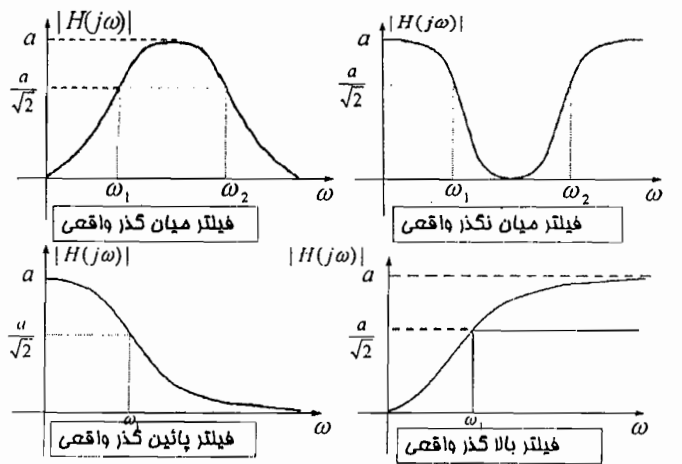 |H(jω)|
a
a/√2
ω₁ ω₂ ω
فیلتر میان گذر واقعی
|H(jω)|
a
a/√2
ω₁ ω₂ ω
فیلتر میان نگذر واقعی
|H(jω)|
a
a/√2
ω₁ ω
فیلتر پائین گذر واقعی
|H(jω)|
a
a/√2
ω₁ ω
فیلتر بالا گذر واقعی